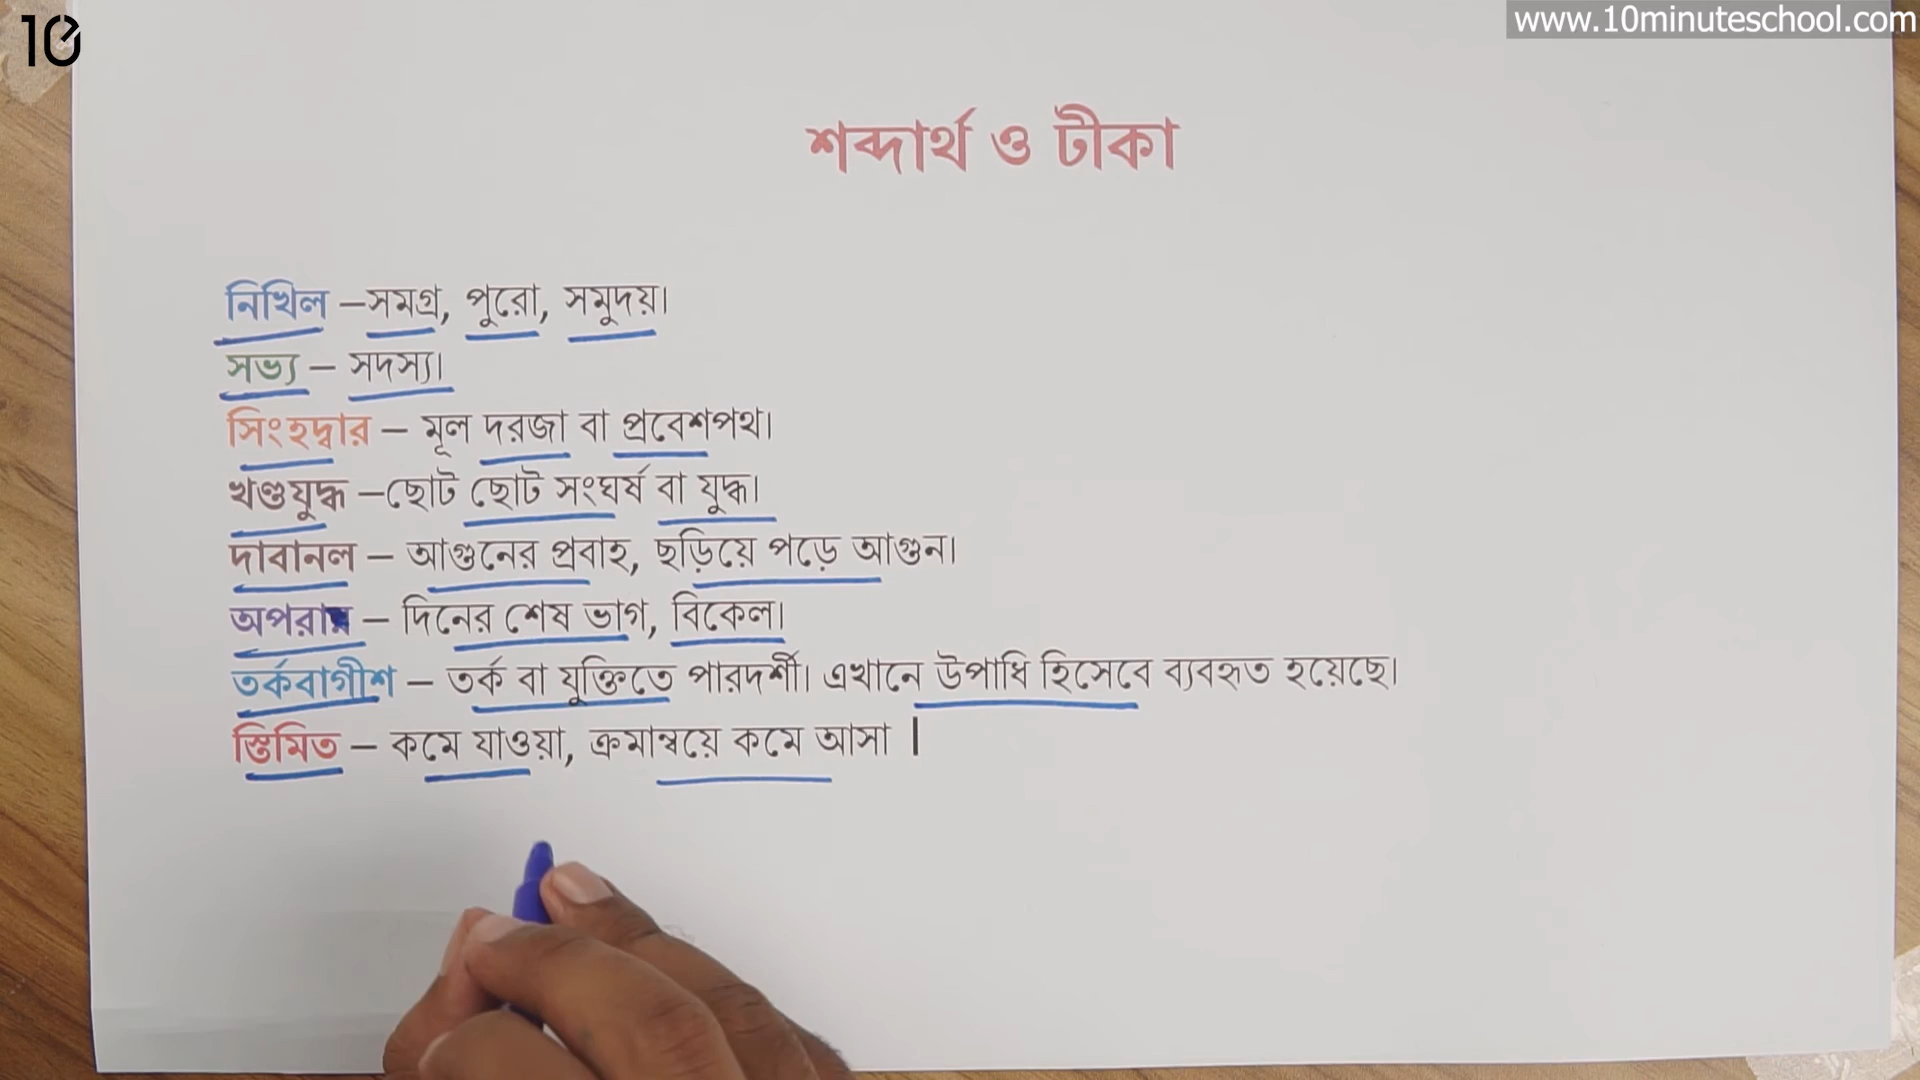 10
www.10minuteschool.com
শব্দার্থ ও টীকা
নিখিল –সমগ্র, পুরো, সমুদয়।
সভ্য – সদস্য।
সিংহদ্বার – মূল দরজা বা প্রবেশপথ।
খণ্ডযুদ্ধ –ছোট ছোট সংঘর্ষ বা যুদ্ধ।
দাবানল – আগুনের প্রবাহ, ছড়িয়ে পড়ে আগুন।
– দিনের শেষ ভাগ, বিকেল।
তর্কবাগীশ – তর্ক বা যুক্তিতে পারদর্শী। এখানে উপাধি হিসেবে ব্যবহৃত হয়েছে।
স্তিমিত – কমে যাওয়া, ক্রমান্বয়ে কমে আসা |